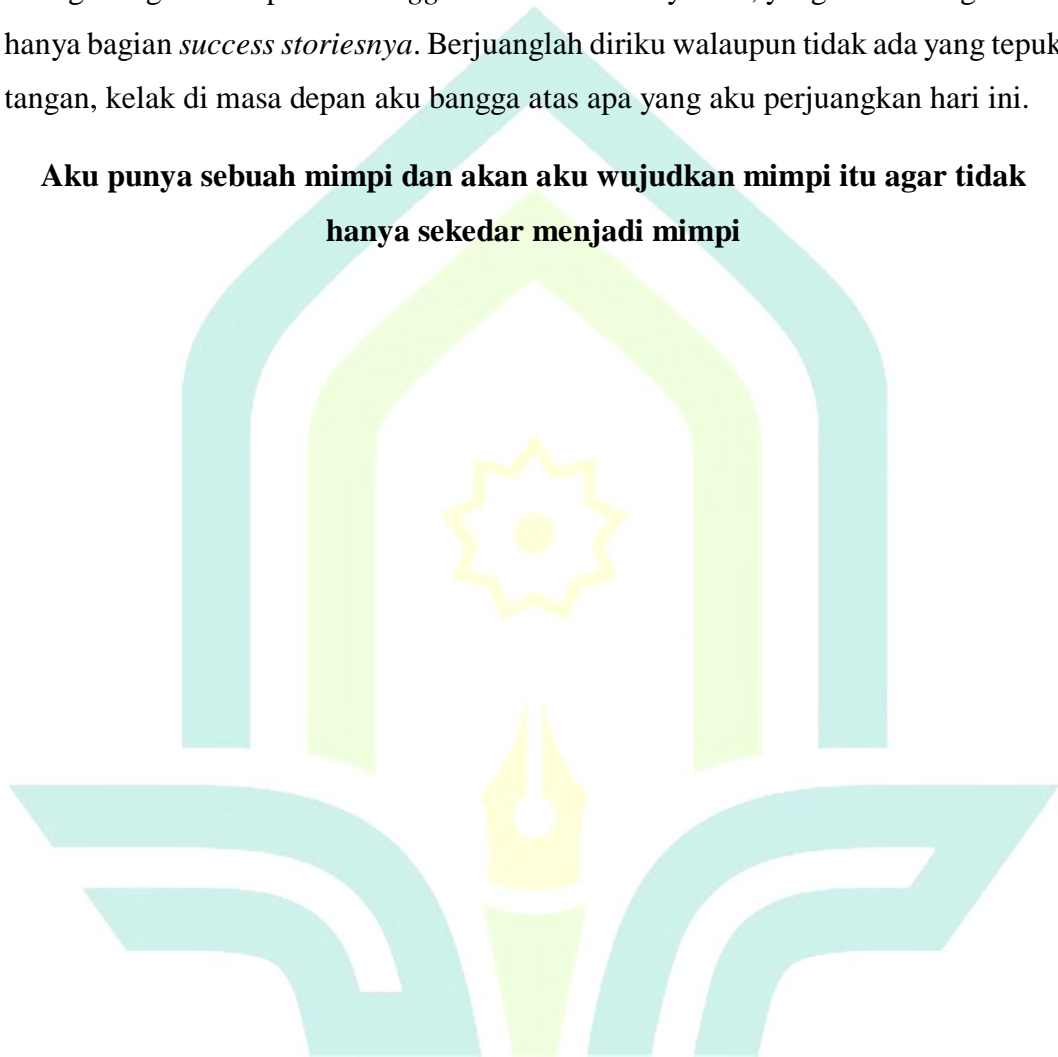 hanya bagian success storiesnya. Berjuanglah diriku walaupun tidak ada yang tepuk
tangan, kelak di masa depan aku bangga atas apa yang aku perjuangkan hari ini.
Aku punya sebuah mimpi dan akan aku wujudkan mimpi itu agar tidak
hanya sekedar menjadi mimpi